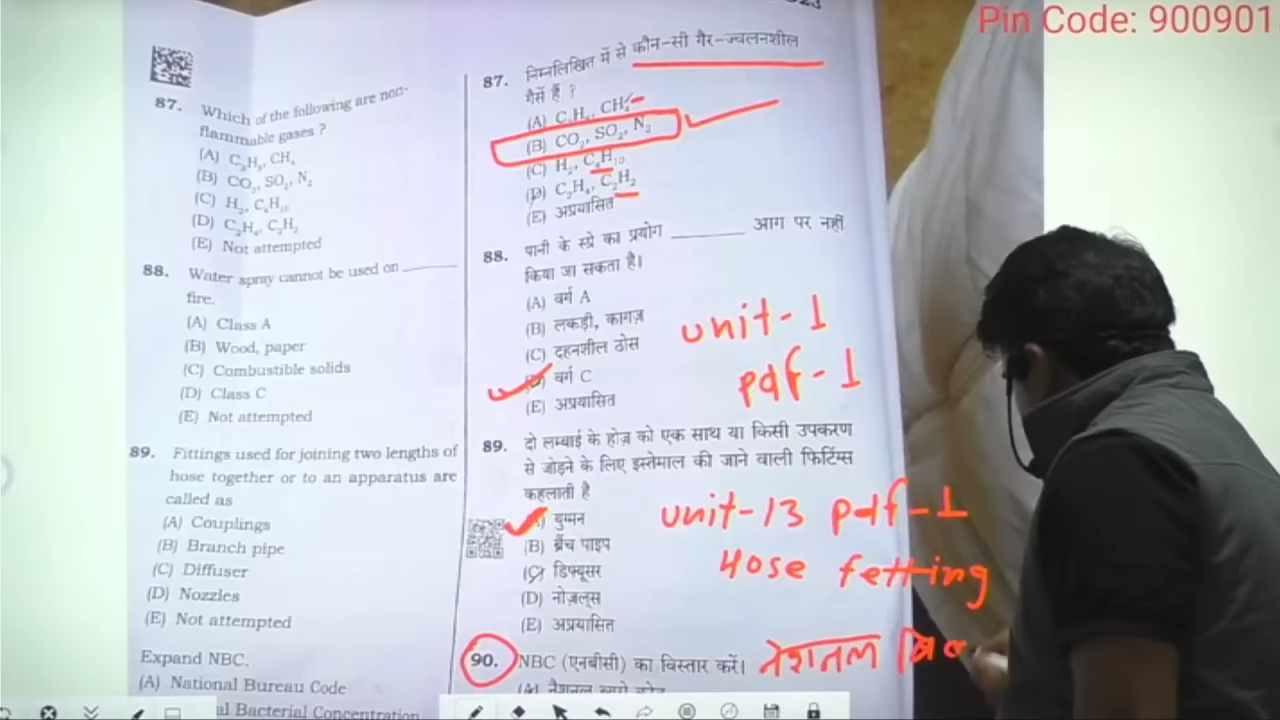 Pin Code: 900901
87. Which of the following are non-
flammable gases ?
(A) C₃H₈, CH₄
(B) CO₂, SO₂, N₂
(C) H₂, C₄H₁₀
(D) C₂H₄, C₂H₂
(E) Not attempted
88. Water spray cannot be used on ______
fire.
(A) Class A
(B) Wood, paper
(C) Combustible solids
(D) Class C
(E) Not attempted
89. Fittings used for joining two lengths of
hose together or to an apparatus are
called as
(A) Couplings
(B) Branch pipe
(C) Diffuser
(D) Nozzles
(E) Not attempted
Expand NBC.
(A) National Bureau Code
al Bacterial Concentration
87. निम्नलिखित में से कौन-सी गैर-ज्वलनशील
गैसें हैं ?
(A) CH₄
(B) CO₂, SO₂, N₂
(C) H₂, C₄H₁₀
(D) C₂H₄, C₂H₂
(E) अप्रयासित
88. पानी के स्प्रे का प्रयोग ______ आग पर नहीं
किया जा सकता है।
(A) वर्ग A
(B) लकड़ी, कागज़
(C) दहनशील ठोस
वर्ग C
(E) अप्रयासित
unit-1
pdf-1
89. दो लम्बाई के होज़ को एक साथ या किसी उपकरण
से जोड़ने के लिए इस्तेमाल की जाने वाली फिटिंग्स
कहलाती है
युग्मन
(B) ब्रैंच पाइप
(C) डिफ्यूसर
(D) नोज़ल्स
(E) अप्रयासित
unit-13 pdf-1
Hose fetting
90. NBC (एनबीसी) का विस्तार करें।
नेशनल बि
(A) नैशनल ब्यूरो कोड